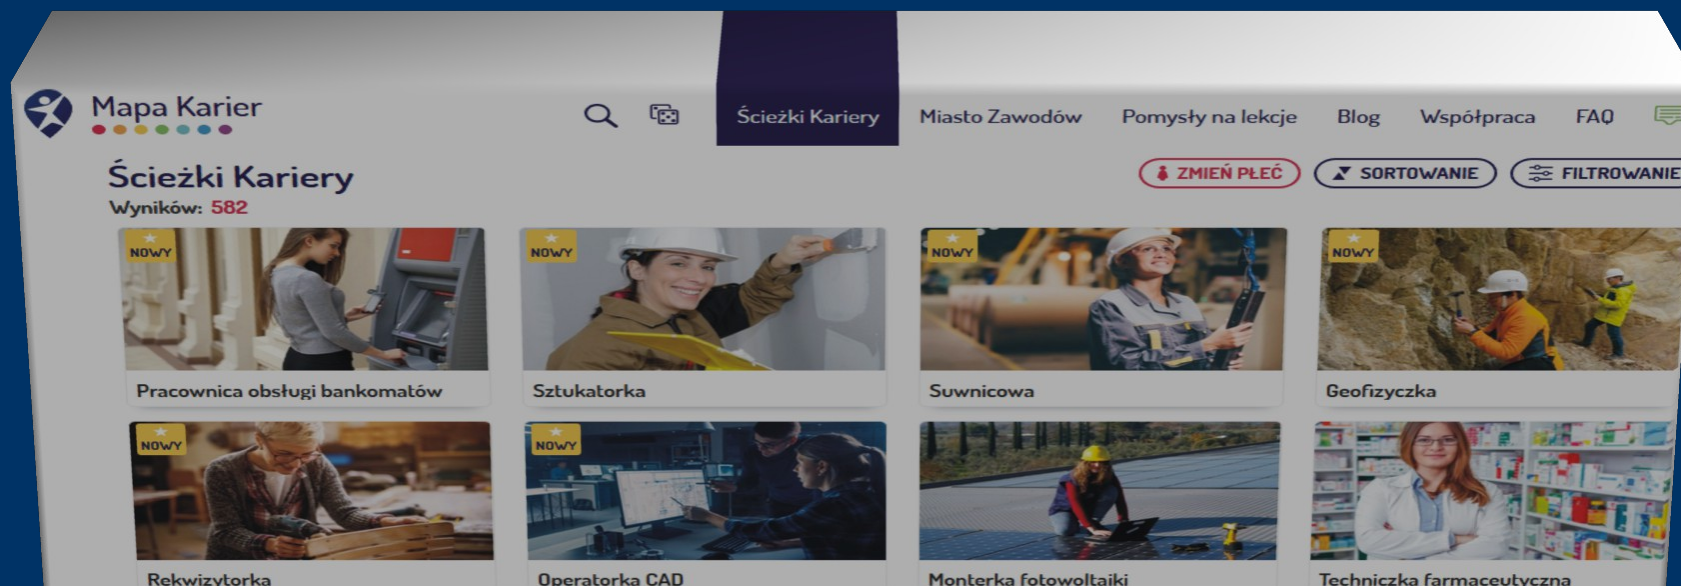 Mapa Karier
Ścieżki Kariery
Miasto Zawodów
Pomysły na lekcje
Blog
Współpraca
FAQ
Ścieżki Kariery
Wyników: 582
ZMIEŃ PŁEĆ
SORTOWANIE
FILTROWANIE
NOWY
NOWY
NOWY
NOWY
Pracownica obsługi bankomatów
Sztukatorka
Suwnicowa
Geofizyczka
NOWY
NOWY
Rekwizytorka
Operatorka CAD
Monterka fotowoltaiki
Techniczka farmaceutyczna